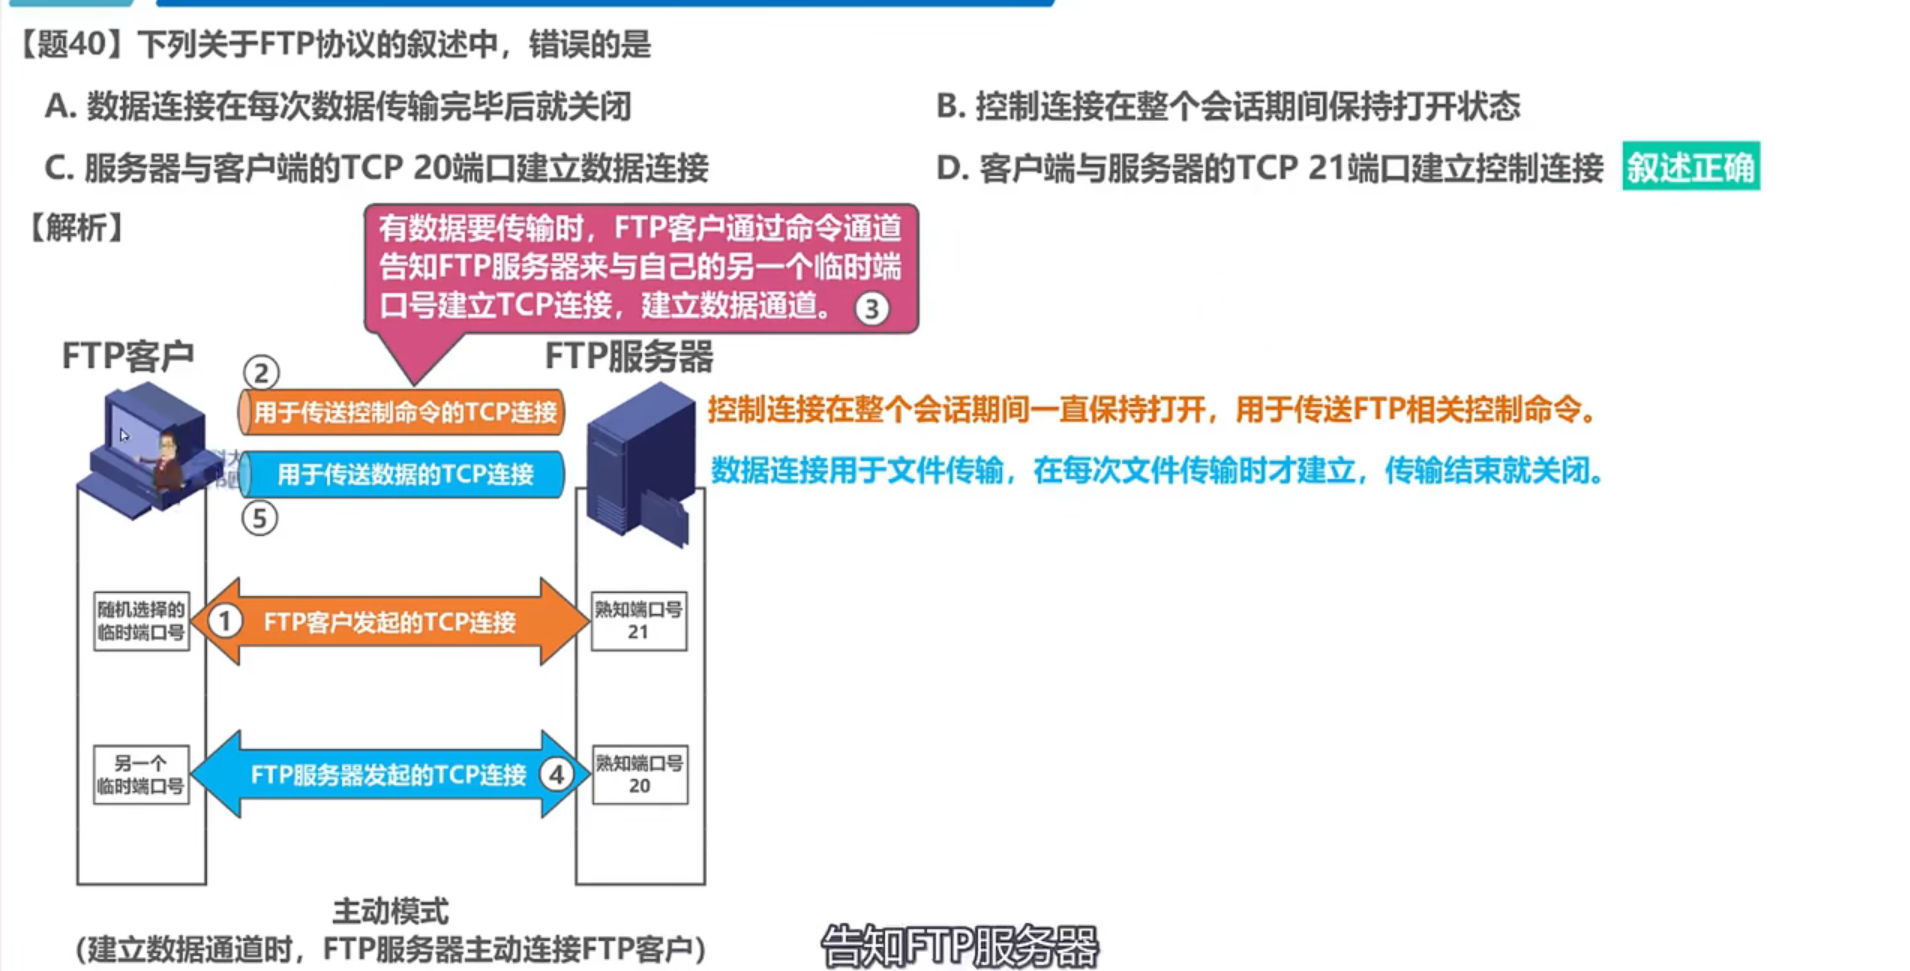 【题40】下列关于FTP协议的叙述中，错误的是
A. 数据连接在每次数据传输完毕后就关闭
B. 控制连接在整个会话期间保持打开状态
C. 服务器与客户端的TCP 20端口建立数据连接
D. 客户端与服务器的TCP 21端口建立控制连接 叙述正确
【解析】
有数据要传输时，FTP客户通过命令通道
告知FTP服务器来与自己的另一个临时端
口号建立TCP连接，建立数据通道。 ③
FTP客户
FTP服务器
②
用于传送控制命令的TCP连接
控制连接在整个会话期间一直保持打开，用于传送FTP相关控制命令。
用于传送数据的TCP连接
数据连接用于文件传输，在每次文件传输时才建立，传输结束就关闭。
⑤
随机选择的
临时端口号
① FTP客户发起的TCP连接
熟知端口号
21
另一个
临时端口号
FTP服务器发起的TCP连接 ④
熟知端口号
20
主动模式
(建立数据通道时，FTP服务器主动连接FTP客户)
告知FTP服务器